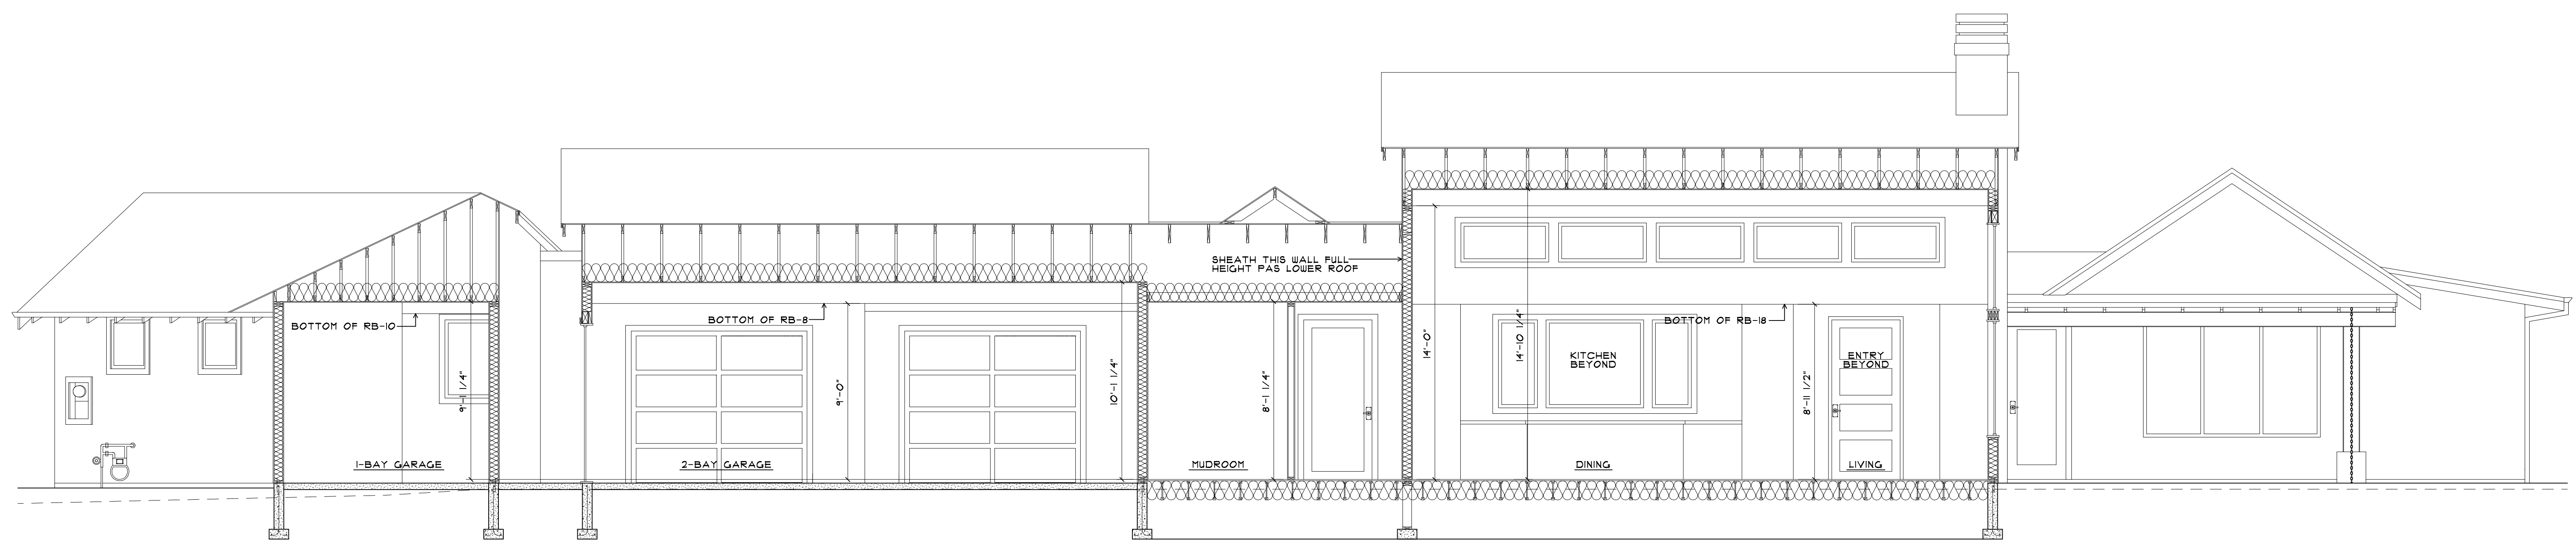 SHEATH THIS WALL FULL
HEIGHT PAS LOWER ROOF
BOTTOM OF RB-10
BOTTOM OF RB-8
BOTTOM OF RB-18
9'-1 1/4"
9'-0"
10'-1 1/4"
8'-1 1/4"
14'-0"
14'-10 1/4"
8'-11 1/2"
KITCHEN
BEYOND
ENTRY
BEYOND
1-BAY GARAGE
2-BAY GARAGE
MUDROOM
DINING
LIVING